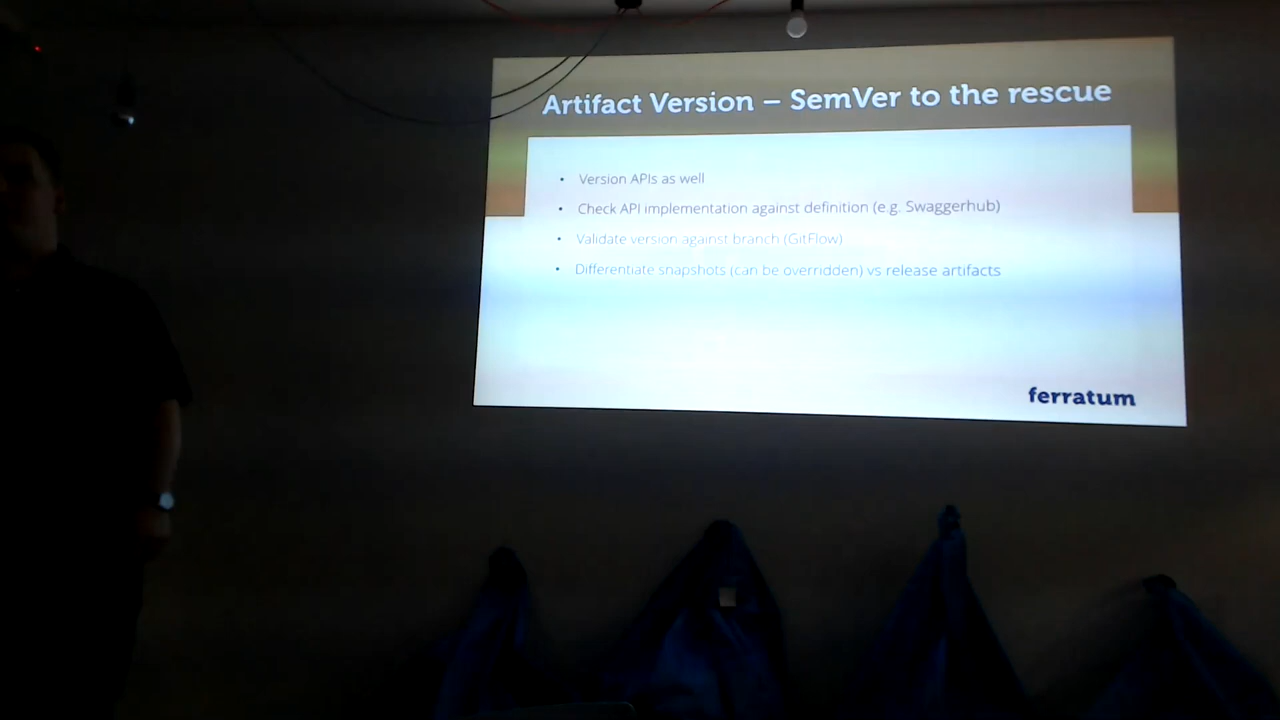 Artifact Version – SemVer to the rescue
• Version APIs as well
• Check API implementation against definition (e.g. Swaggerhub)
• Validate version against branch (GitFlow)
• Differentiate snapshots (can be overridden) vs release artifacts
ferratum